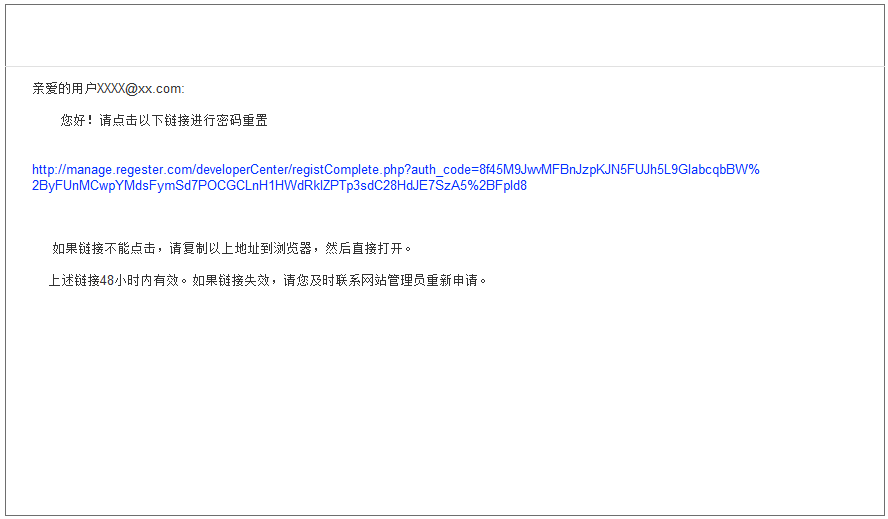 亲爱的用户XXXX@xx.com:
您好！请点击以下链接进行密码重置
http://manage.regester.com/developerCenter/registComplete.php?auth_code=8f45M9JwvMFBnJzpKJN5FUJh5L9GlabcqbBW%
2ByFUnMCwpYMdsFymSd7POCGCLnH1HWdRklZPTp3sdC28HdJE7SzA5%2BFpld8
如果链接不能点击，请复制以上地址到浏览器，然后直接打开。
上述链接48小时内有效。如果链接失效，请您及时联系网站管理员重新申请。